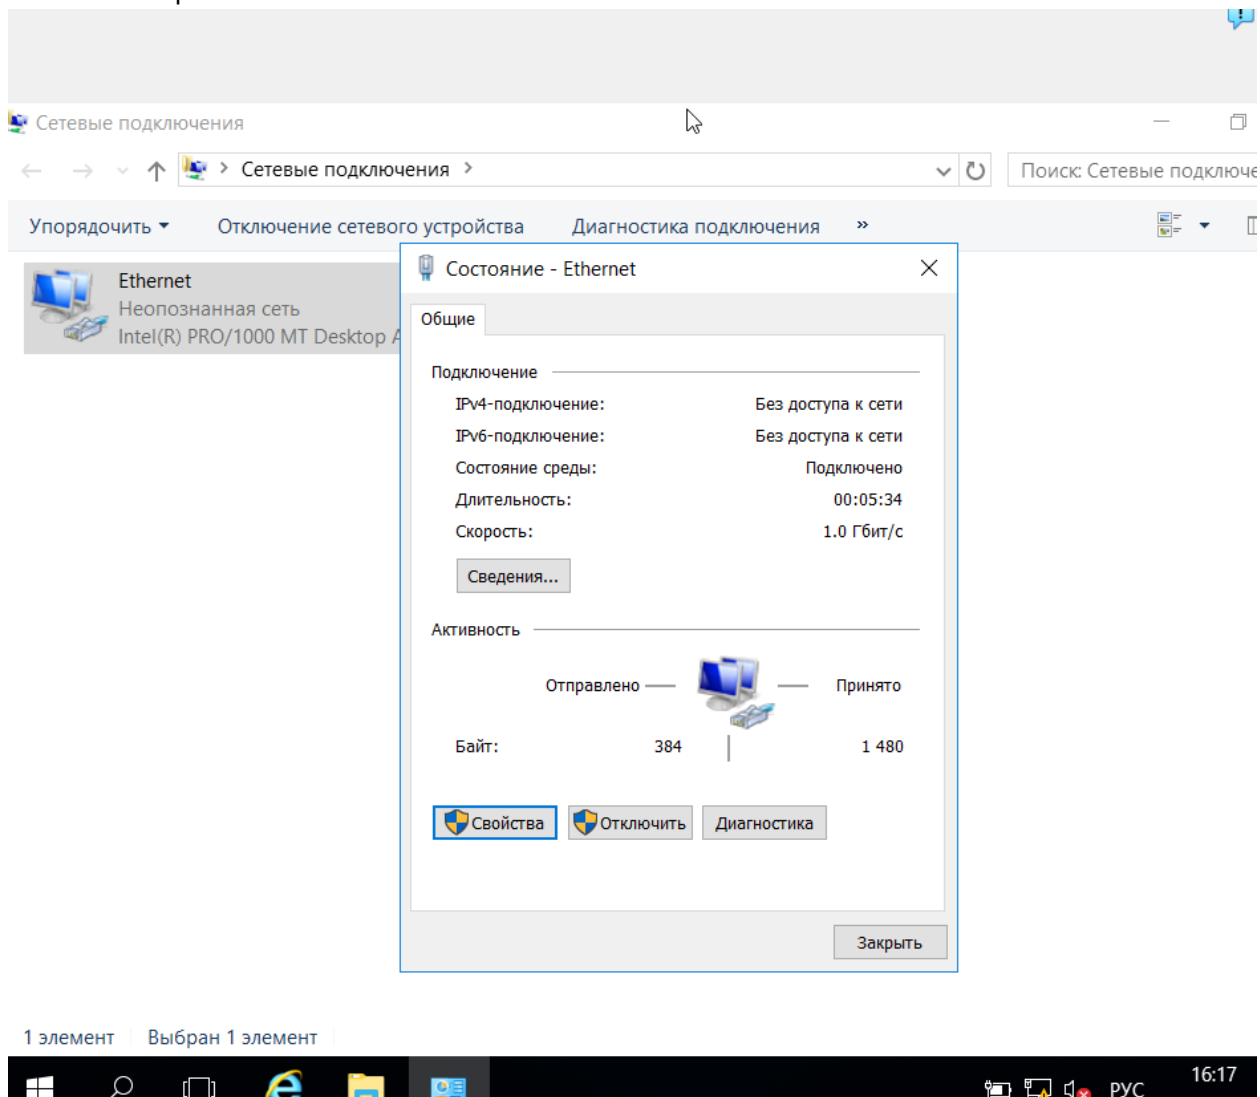 Сетевые подключения
Сетевые подключения
Поиск: Сетевые подключе
Упорядочить
Отключение сетевого устройства
Диагностика подключения
»
Ethernet
Неопознанная сеть
Intel(R) PRO/1000 MT Desktop A
Состояние - Ethernet
Общие
Подключение
IPv4-подключение: Без доступа к сети
IPv6-подключение: Без доступа к сети
Состояние среды: Подключено
Длительность: 00:05:34
Скорость: 1.0 Гбит/с
Сведения...
Активность
Отправлено — Принято
Байт: 384 1 480
Свойства Отключить Диагностика
Закрыть
1 элемент Выбран 1 элемент
РУС
16:17